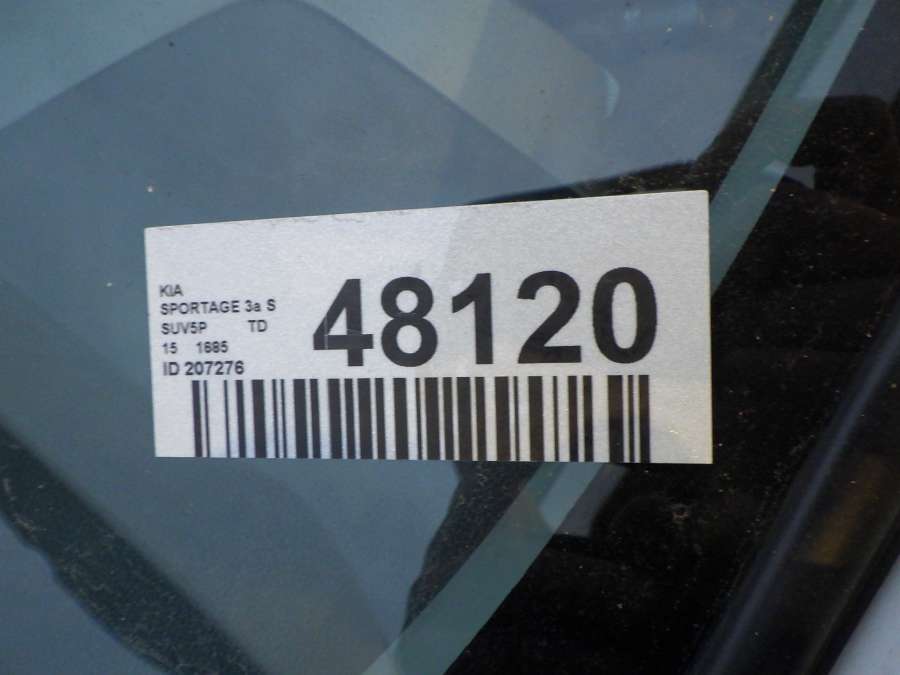 KIA
SPORTAGE 3a S
SUV5P TD
15 1685
ID 207276
48120